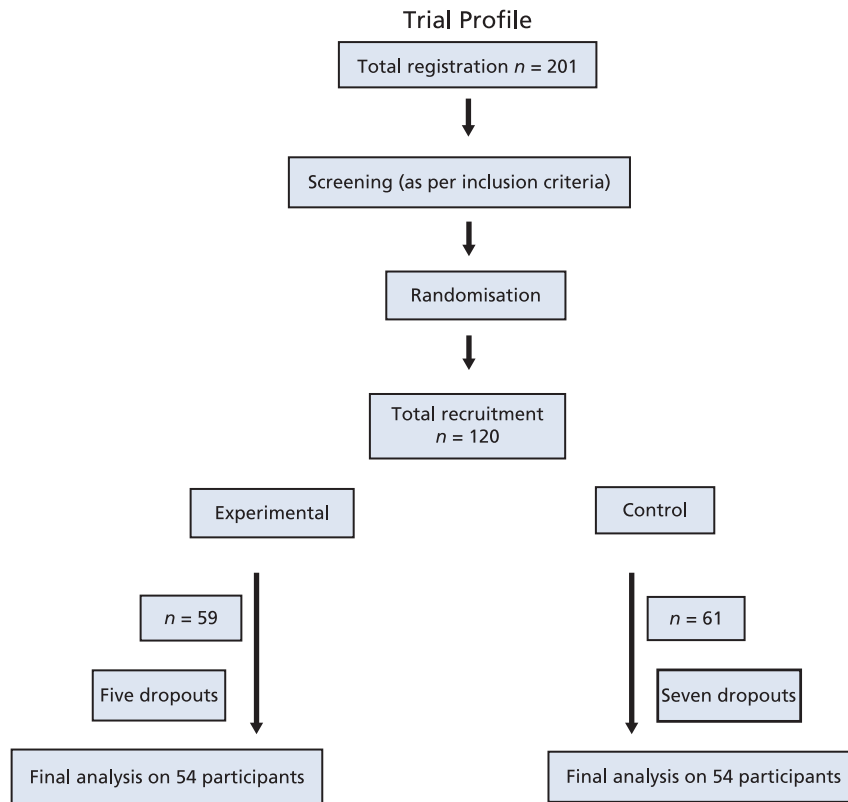 Trial Profile
Total registration n = 201
Screening (as per inclusion criteria)
Randomisation
Total recruitment
n = 120
Experimental
Control
n = 59
n = 61
Five dropouts
Seven dropouts
Final analysis on 54 participants
Final analysis on 54 participants